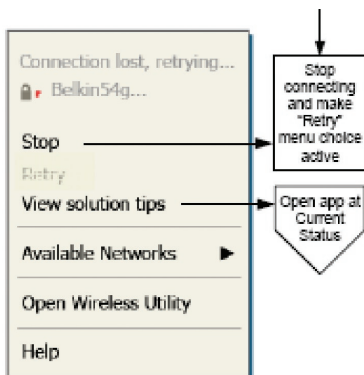 Connection lost, retrying...
Belkin54g...
Stop
Retry
View solution tips
Available Networks
Open Wireless Utility
Help
Stop
connecting
and make
"Retry"
menu choice
active
Open app at
Current
Status